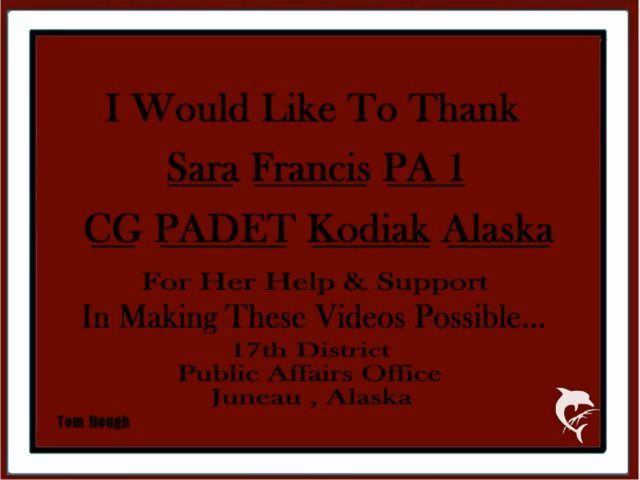 I Would Like To Thank
Sara Francis PA 1
CG PADET Kodiak Alaska
For Her Help & Support
In Making These Videos Possible...
17th District
Public Affairs Office
Juneau , Alaska
Tom Hough